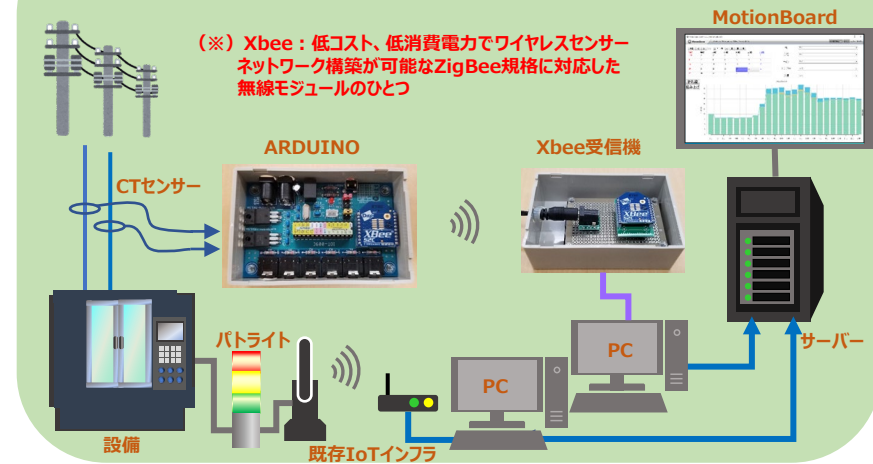 MotionBoard
（※）Xbee：低コスト、低消費電力でワイヤレスセンサー
ネットワーク構築が可能なZigBee規格に対応した
無線モジュールのひとつ
ARDUINO
Xbee受信機
CTセンサー
XBee
S2C
XBee
S2C
パトライト
PC
PC
サーバー
設備
既存IoTインフラ